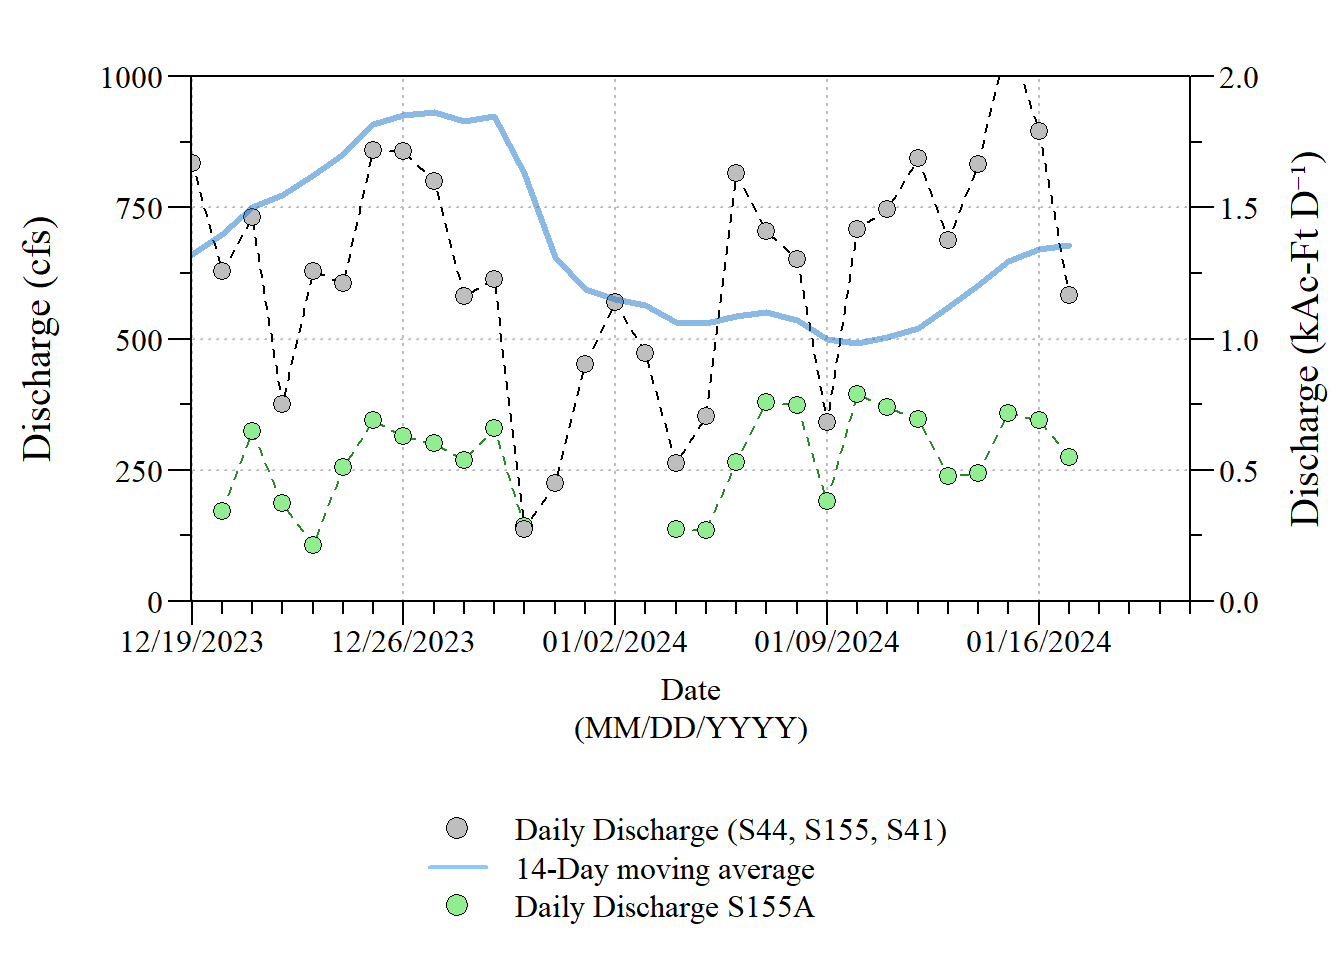 1000
750
500
250
0
Discharge (cfs)
2.0
1.5
1.0
0.5
0.0
Discharge (kAc-Ft D⁻¹)
12/19/2023 12/26/2023 01/02/2024 01/09/2024 01/16/2024
Date
(MM/DD/YYYY)
Daily Discharge (S44, S155, S41)
14-Day moving average
Daily Discharge S155A